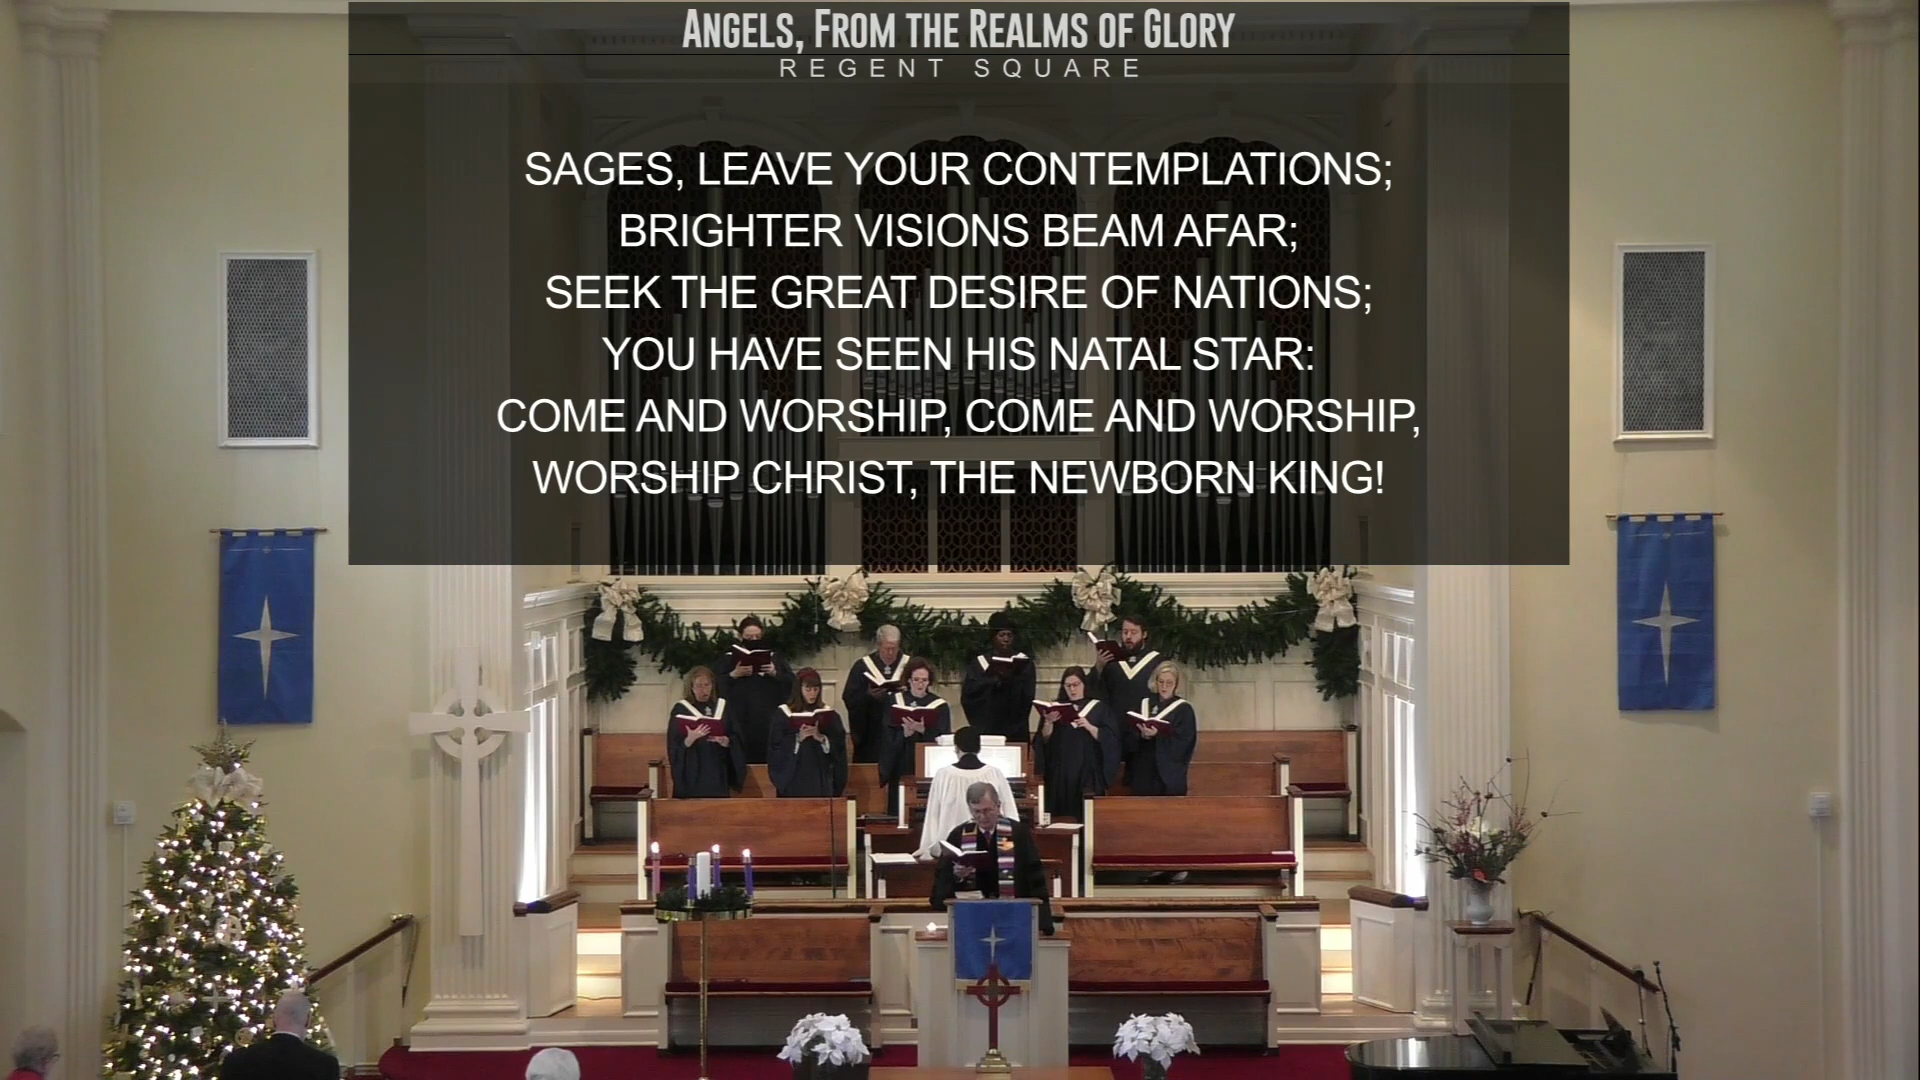 ANGELS, FROM THE REALMS OF GLORY
REGENT SQUARE
SAGES, LEAVE YOUR CONTEMPLATIONS;
BRIGHTER VISIONS BEAM AFAR;
SEEK THE GREAT DESIRE OF NATIONS;
YOU HAVE SEEN HIS NATAL STAR:
COME AND WORSHIP, COME AND WORSHIP,
WORSHIP CHRIST, THE NEWBORN KING!